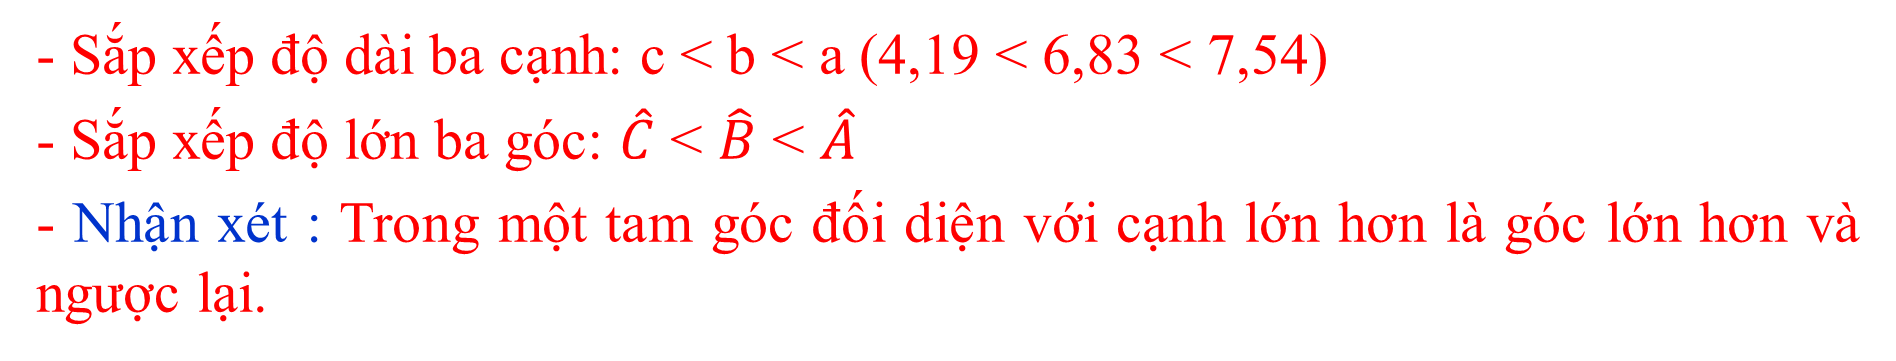 - Sắp xếp độ dài ba cạnh: c < b < a (4,19 < 6,83 < 7,54)
- Sắp xếp độ lớn ba góc: Ĉ < B̂ < Â
- Nhận xét : Trong một tam góc đối diện với cạnh lớn hơn là góc lớn hơn và
ngược lại.